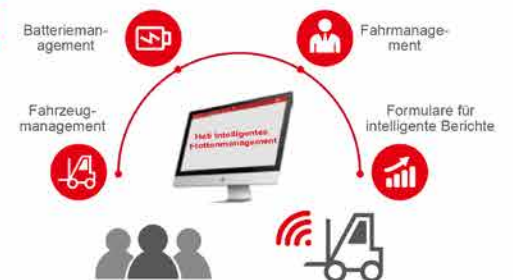 Batterieman-
agement
Fahrmanage-
ment
Fahrzeug-
management
Formulare für
intelligente Berichte
Heli Intelligentes
Flottenmanagement